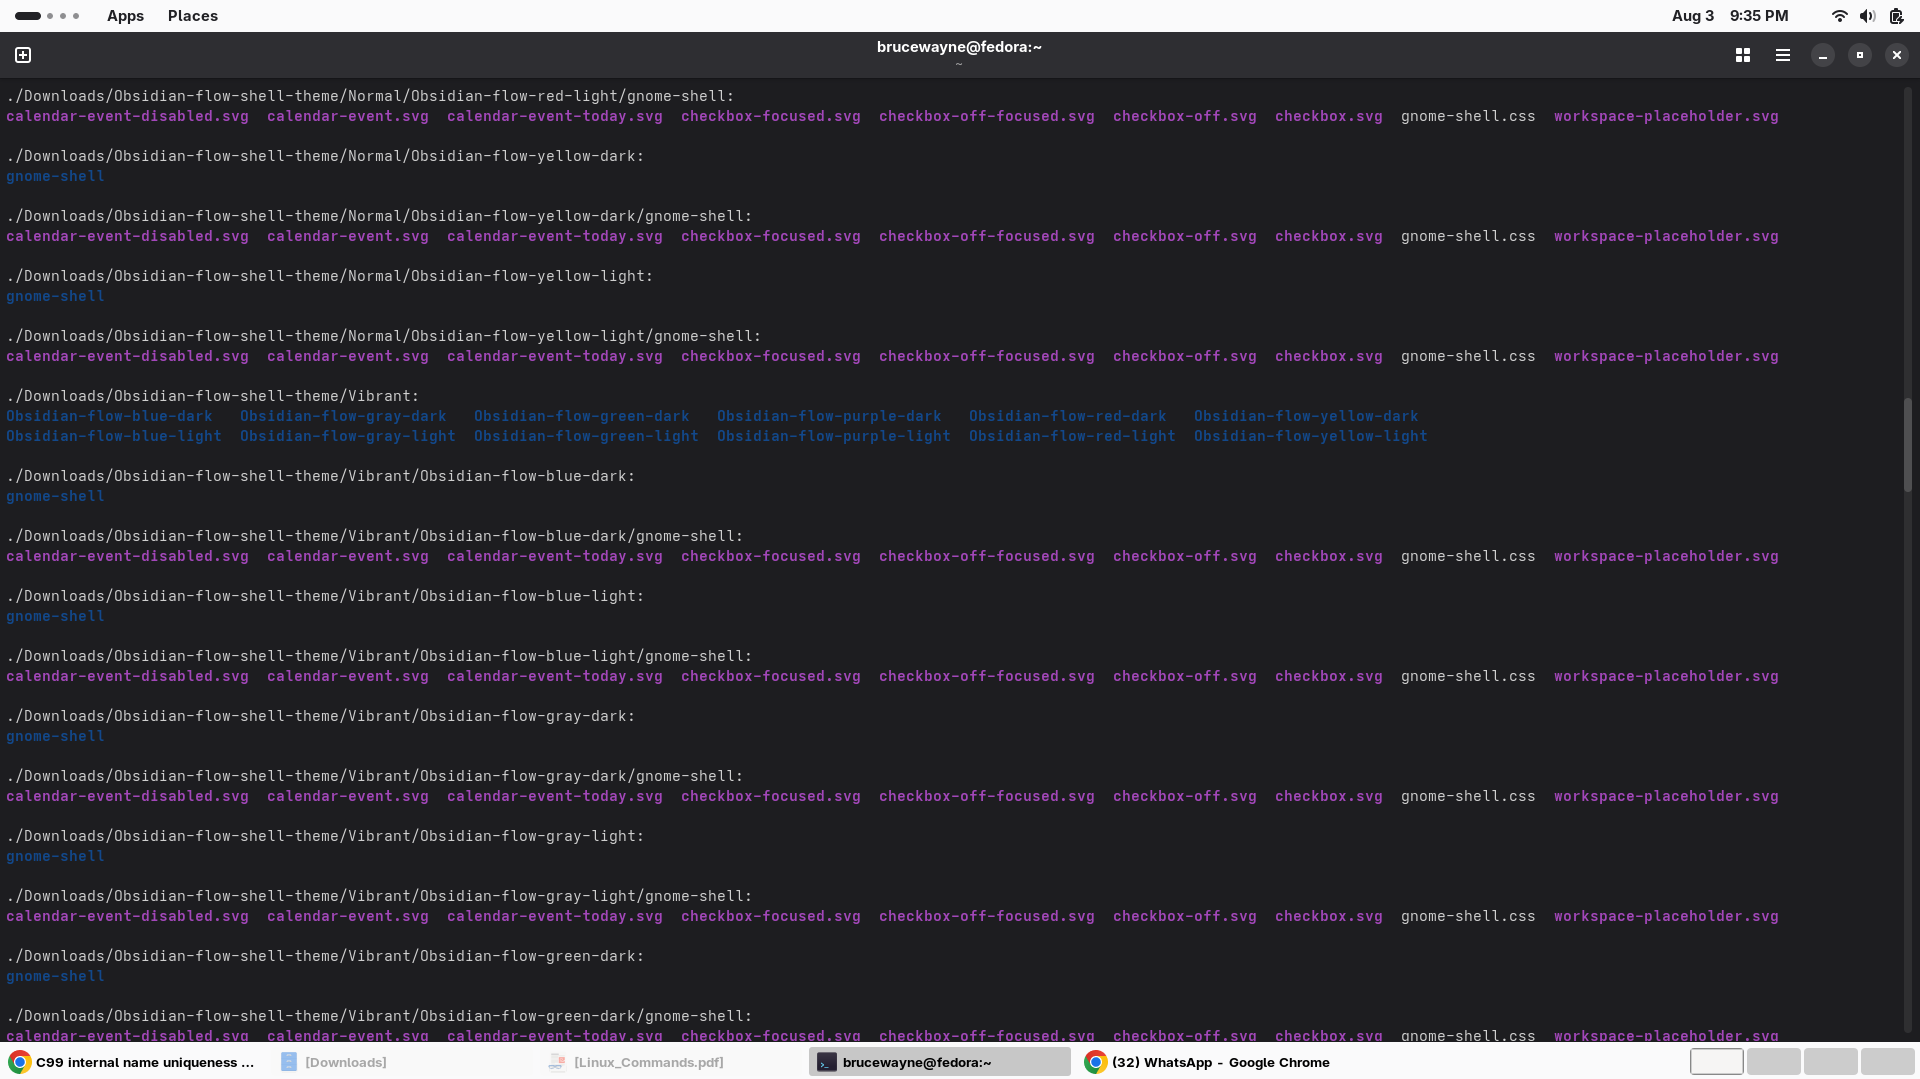 Apps Places Aug 3 9:35 PM
brucewayne@fedora:~
~
./Downloads/Obsidian-flow-shell-theme/Normal/Obsidian-flow-red-light/gnome-shell:
calendar-event-disabled.svg calendar-event.svg calendar-event-today.svg checkbox-focused.svg checkbox-off-focused.svg checkbox-off.svg checkbox.svg gnome-shell.css workspace-placeholder.svg
./Downloads/Obsidian-flow-shell-theme/Normal/Obsidian-flow-yellow-dark:
gnome-shell
./Downloads/Obsidian-flow-shell-theme/Normal/Obsidian-flow-yellow-dark/gnome-shell:
calendar-event-disabled.svg calendar-event.svg calendar-event-today.svg checkbox-focused.svg checkbox-off-focused.svg checkbox-off.svg checkbox.svg gnome-shell.css workspace-placeholder.svg
./Downloads/Obsidian-flow-shell-theme/Normal/Obsidian-flow-yellow-light:
gnome-shell
./Downloads/Obsidian-flow-shell-theme/Normal/Obsidian-flow-yellow-light/gnome-shell:
calendar-event-disabled.svg calendar-event.svg calendar-event-today.svg checkbox-focused.svg checkbox-off-focused.svg checkbox-off.svg checkbox.svg gnome-shell.css workspace-placeholder.svg
./Downloads/Obsidian-flow-shell-theme/Vibrant:
Obsidian-flow-blue-dark Obsidian-flow-gray-dark Obsidian-flow-green-dark Obsidian-flow-purple-dark Obsidian-flow-red-dark Obsidian-flow-yellow-dark
Obsidian-flow-blue-light Obsidian-flow-gray-light Obsidian-flow-green-light Obsidian-flow-purple-light Obsidian-flow-red-light Obsidian-flow-yellow-light
./Downloads/Obsidian-flow-shell-theme/Vibrant/Obsidian-flow-blue-dark:
gnome-shell
./Downloads/Obsidian-flow-shell-theme/Vibrant/Obsidian-flow-blue-dark/gnome-shell:
calendar-event-disabled.svg calendar-event.svg calendar-event-today.svg checkbox-focused.svg checkbox-off-focused.svg checkbox-off.svg checkbox.svg gnome-shell.css workspace-placeholder.svg
./Downloads/Obsidian-flow-shell-theme/Vibrant/Obsidian-flow-blue-light:
gnome-shell
./Downloads/Obsidian-flow-shell-theme/Vibrant/Obsidian-flow-blue-light/gnome-shell:
calendar-event-disabled.svg calendar-event.svg calendar-event-today.svg checkbox-focused.svg checkbox-off-focused.svg checkbox-off.svg checkbox.svg gnome-shell.css workspace-placeholder.svg
./Downloads/Obsidian-flow-shell-theme/Vibrant/Obsidian-flow-gray-dark:
gnome-shell
./Downloads/Obsidian-flow-shell-theme/Vibrant/Obsidian-flow-gray-dark/gnome-shell:
calendar-event-disabled.svg calendar-event.svg calendar-event-today.svg checkbox-focused.svg checkbox-off-focused.svg checkbox-off.svg checkbox.svg gnome-shell.css workspace-placeholder.svg
./Downloads/Obsidian-flow-shell-theme/Vibrant/Obsidian-flow-gray-light:
gnome-shell
./Downloads/Obsidian-flow-shell-theme/Vibrant/Obsidian-flow-gray-light/gnome-shell:
calendar-event-disabled.svg calendar-event.svg calendar-event-today.svg checkbox-focused.svg checkbox-off-focused.svg checkbox-off.svg checkbox.svg gnome-shell.css workspace-placeholder.svg
./Downloads/Obsidian-flow-shell-theme/Vibrant/Obsidian-flow-green-dark:
gnome-shell
./Downloads/Obsidian-flow-shell-theme/Vibrant/Obsidian-flow-green-dark/gnome-shell:
calendar-event-disabled.svg calendar-event.svg calendar-event-today.svg checkbox-focused.svg checkbox-off-focused.svg checkbox-off.svg checkbox.svg gnome-shell.css workspace-placeholder.svg
C99 internal name uniqueness ... [Downloads] [Linux_Commands.pdf] brucewayne@fedora:~ (32) WhatsApp - Google Chrome